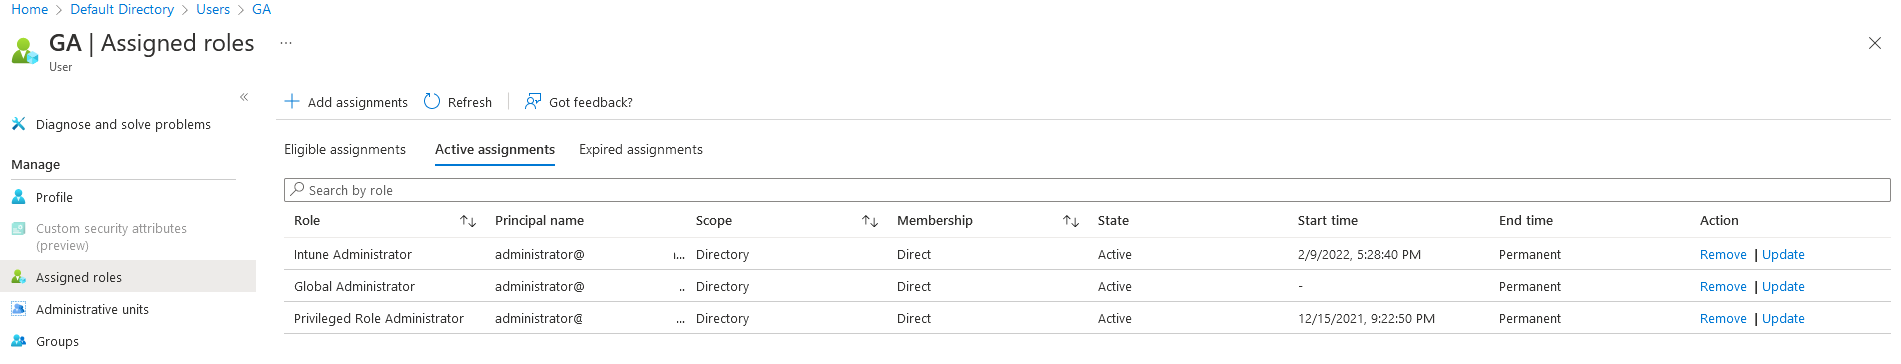 Home > Default Directory > Users > GA
GA | Assigned roles ...
User
«
Add assignments Refresh | Got feedback?
Diagnose and solve problems
Manage
Profile
Custom security attributes
(preview)
Assigned roles
Administrative units
Groups
Eligible assignments Active assignments Expired assignments
Search by role
Role Principal name Scope Membership State Start time End time Action
Intune Administrator administrator@ ... Directory Direct Active 2/9/2022, 5:28:40 PM Permanent Remove | Update
Global Administrator administrator@ .. Directory Direct Active - Permanent Remove | Update
Privileged Role Administrator administrator@ ... Directory Direct Active 12/15/2021, 9:22:50 PM Permanent Remove | Update